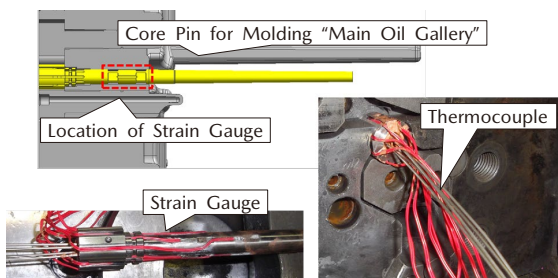 Core Pin for Molding “Main Oil Gallery”
Location of Strain Gauge
Thermocouple
Strain Gauge